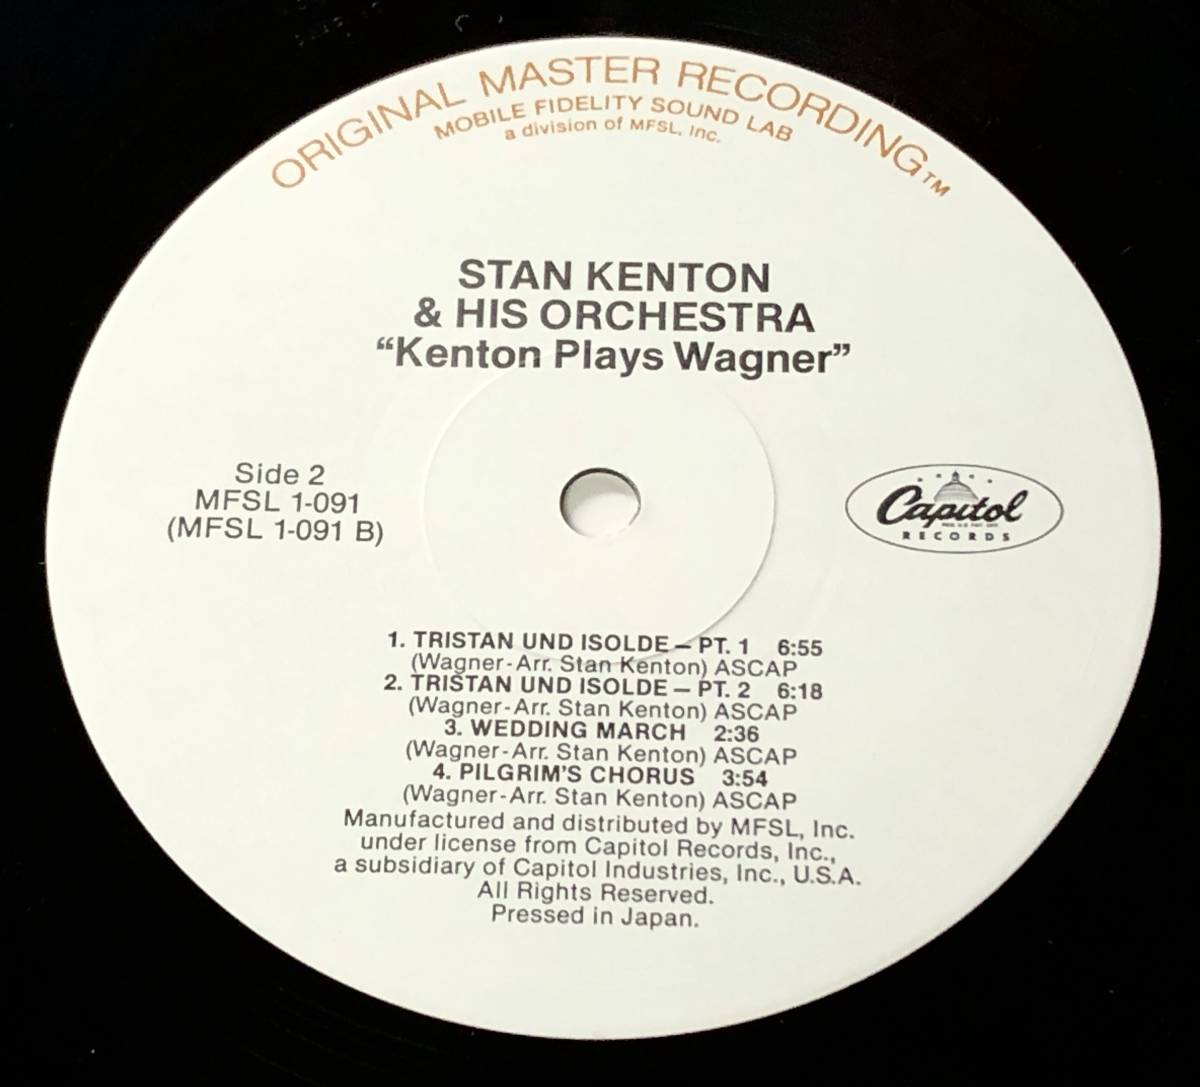 ORIGINAL MASTER RECORDING™
MOBILE FIDELITY SOUND LAB
a division of MFSL, Inc.
STAN KENTON
& HIS ORCHESTRA
“Kenton Plays Wagner”
Side 2
MFSL 1-091
(MFSL 1-091 B)
Capitol
RECORDS
1. TRISTAN UND ISOLDE – PT. 1 6:55
(Wagner-Arr. Stan Kenton) ASCAP
2. TRISTAN UND ISOLDE – PT. 2 6:18
(Wagner-Arr. Stan Kenton) ASCAP
3. WEDDING MARCH 2:36
(Wagner-Arr. Stan Kenton) ASCAP
4. PILGRIM'S CHORUS 3:54
(Wagner-Arr. Stan Kenton) ASCAP
Manufactured and distributed by MFSL, Inc.
under license from Capitol Records, Inc.,
a subsidiary of Capitol Industries, Inc., U.S.A.
All Rights Reserved.
Pressed in Japan.